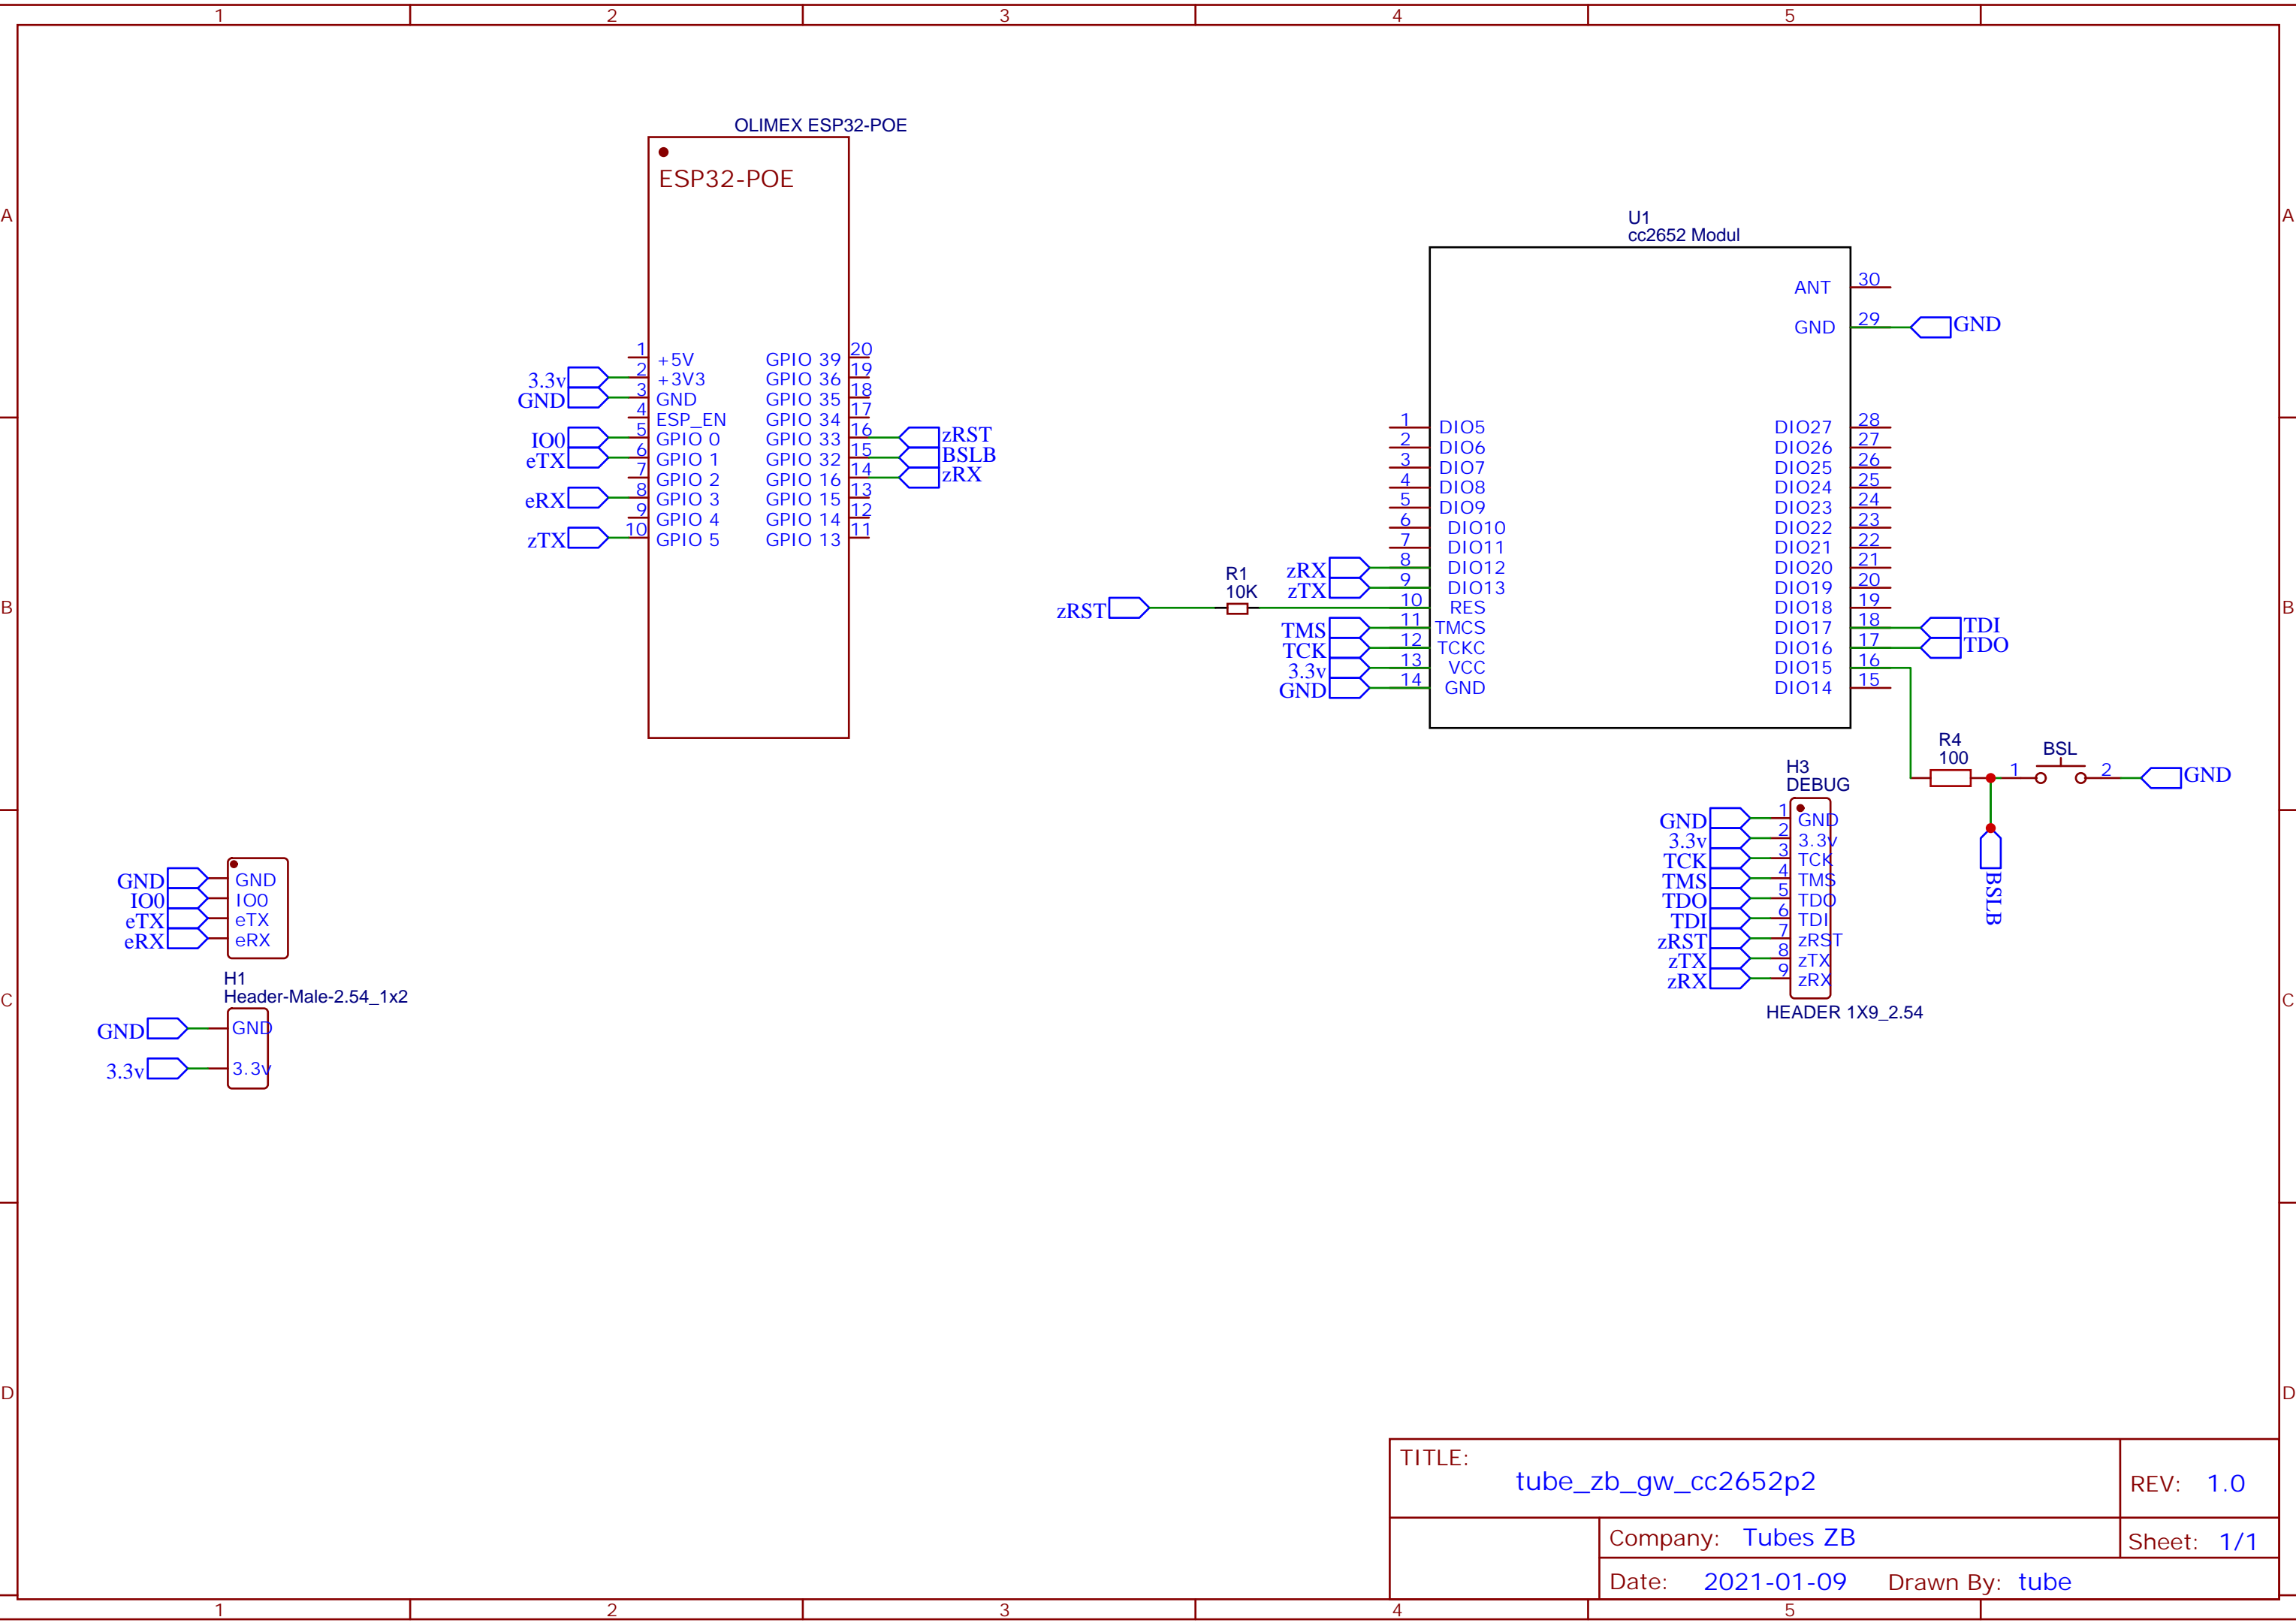 1 2 3 4 5
A A
B B
C C
D D
OLIMEX ESP32-POE
ESP32-POE
1 +5V GPIO 39 20
3.3v 2 +3V3 GPIO 36 19
GND 3 GND GPIO 35 18
4 ESP_EN GPIO 34 17
IO0 5 GPIO 0 GPIO 33 16 zRST
eTX 6 GPIO 1 GPIO 32 15 BSLB
7 GPIO 2 GPIO 16 14 zRX
eRX 8 GPIO 3 GPIO 15 13
9 GPIO 4 GPIO 14 12
zTX 10 GPIO 5 GPIO 13 11
U1
cc2652 Modul
ANT 30
GND 29 GND
1 DIO5 DIO27 28
2 DIO6 DIO26 27
3 DIO7 DIO25 26
4 DIO8 DIO24 25
5 DIO9 DIO23 24
6 DIO10 DIO22 23
7 DIO11 DIO21 22
zRX 8 DIO12 DIO20 21
zTX 9 DIO13 DIO19 20
R1
10K
zRST 10 RES DIO18 19
TMS 11 TMCS DIO17 18 TDI
TCK 12 TCKC DIO16 17 TDO
3.3v 13 VCC DIO15 16
GND 14 GND DIO14 15
R4
100
BSL
1 2 GND
BSLB
H3
DEBUG
GND 1 GND
3.3v 2 3.3v
TCK 3 TCK
TMS 4 TMS
TDO 5 TDO
TDI 6 TDI
zRST 7 zRST
zTX 8 zTX
zRX 9 zRX
HEADER 1X9_2.54
GND GND
IO0 IO0
eTX eTX
eRX eRX
H1
Header-Male-2.54_1x2
GND GND
3.3v 3.3v
TITLE:
tube_zb_gw_cc2652p2
REV: 1.0
Company: Tubes ZB
Sheet: 1/1
Date: 2021-01-09 Drawn By: tube
1 2 3 4 5